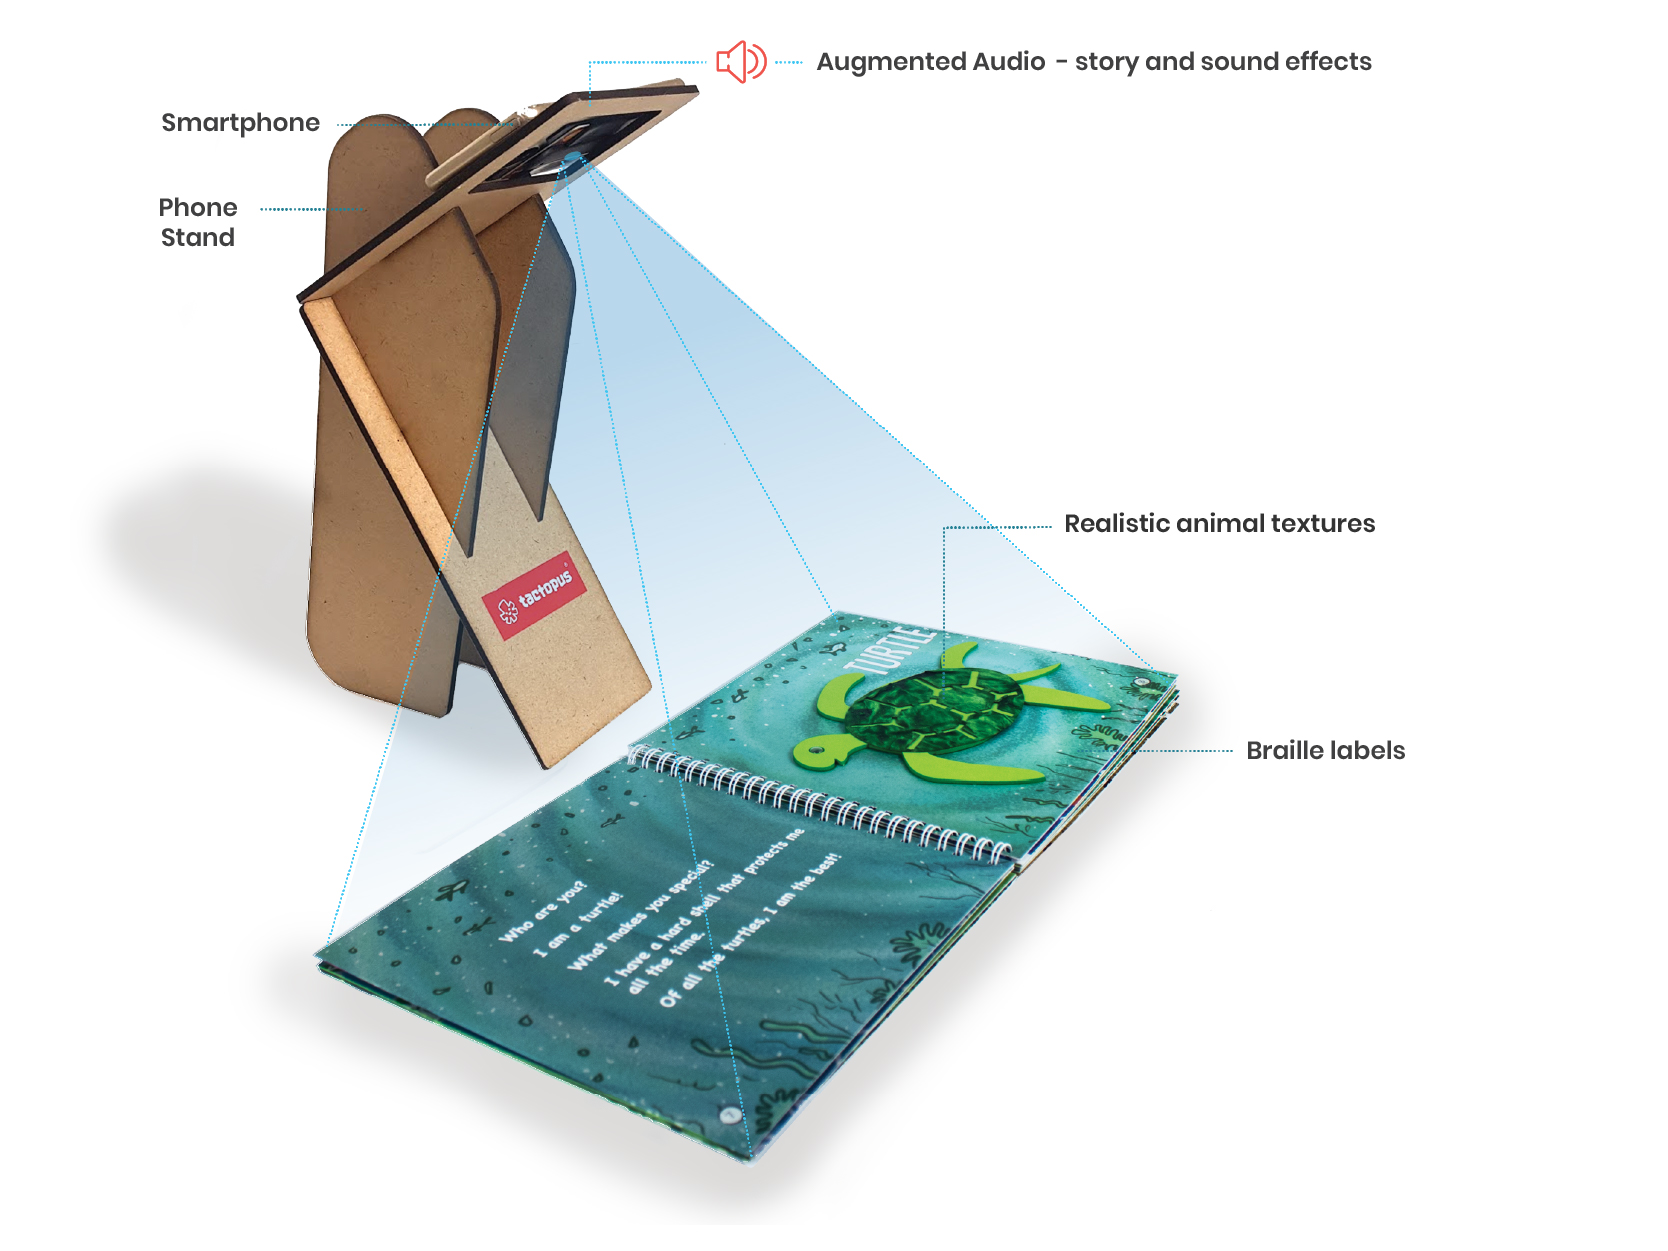 Augmented Audio - story and sound effects
Smartphone
Phone
Stand
Realistic animal textures
tactopus
TURTLE
Braille labels
Who are you?
I am a turtle!
What makes you special?
I have a hard shell that protects me
all the time.
Of all the turtles, I am the best!